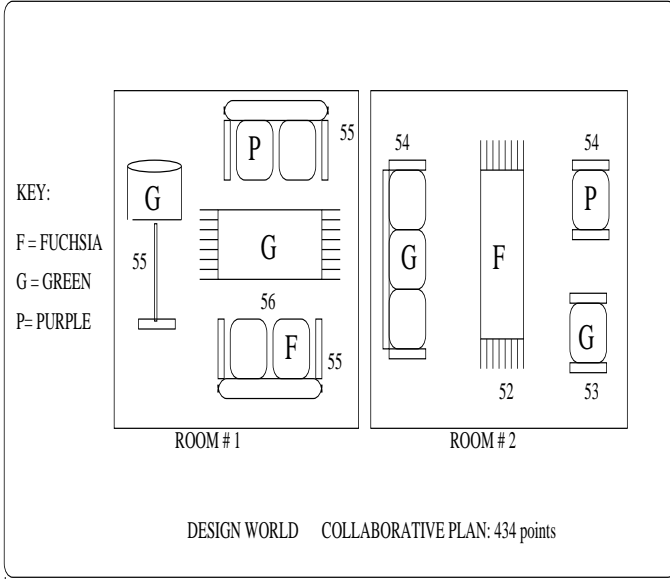 KEY:
F = FUCHSIA
G = GREEN
P= PURPLE
G
55
P
55
G
56
F
55
ROOM # 1
54
G
F
52
54
P
G
53
ROOM # 2
DESIGN WORLD COLLABORATIVE PLAN: 434 points